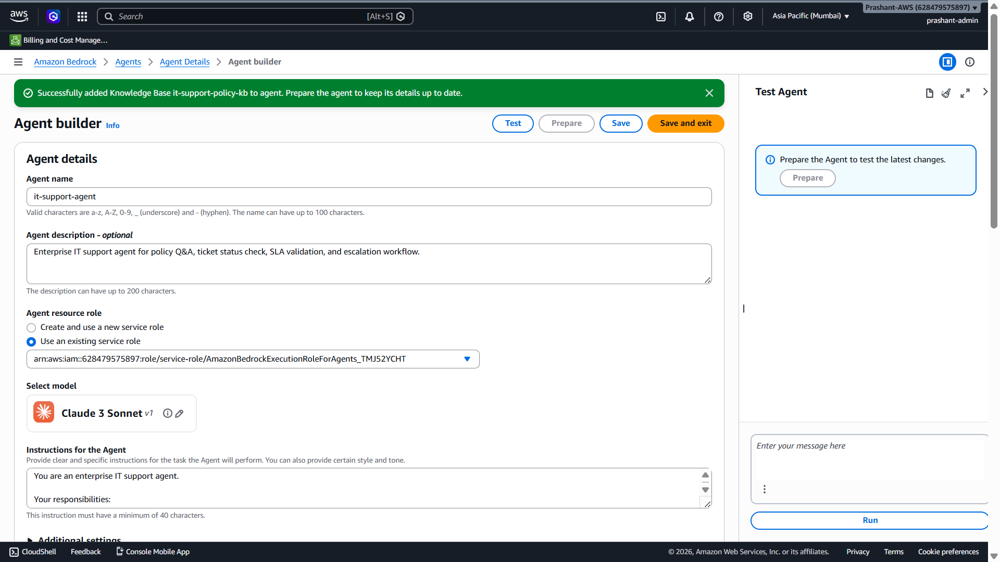 aws
Search
[Alt+S]
Asia Pacific (Mumbai)
Prashant-AWS (628479575897)
prashant-admin
Billing and Cost Manage...
Amazon Bedrock
Agents
Agent Details
Agent builder
Successfully added Knowledge Base it-support-policy-kb to agent. Prepare the agent to keep its details up to date.
Agent builder Info
Test
Prepare
Save
Save and exit
Agent details
Agent name
it-support-agent
Valid characters are a-z, A-Z, 0-9, _ (underscore) and - (hyphen). The name can have up to 100 characters.
Agent description - optional
Enterprise IT support agent for policy Q&A, ticket status check, SLA validation, and escalation workflow.
The description can have up to 200 characters.
Agent resource role
Create and use a new service role
Use an existing service role
arn:aws:iam::628479575897:role/service-role/AmazonBedrockExecutionRoleForAgents_TMJ52YCHT
Select model
Claude 3 Sonnet v1
Instructions for the Agent
Provide clear and specific instructions for the task the Agent will perform. You can also provide certain style and tone.
You are an enterprise IT support agent.
Your responsibilities:
This instruction must have a minimum of 40 characters.
Additional settings
Test Agent
Prepare the Agent to test the latest changes.
Prepare
Enter your message here
Run
CloudShell
Feedback
Console Mobile App
© 2026, Amazon Web Services, Inc. or its affiliates.
Privacy
Terms
Cookie preferences